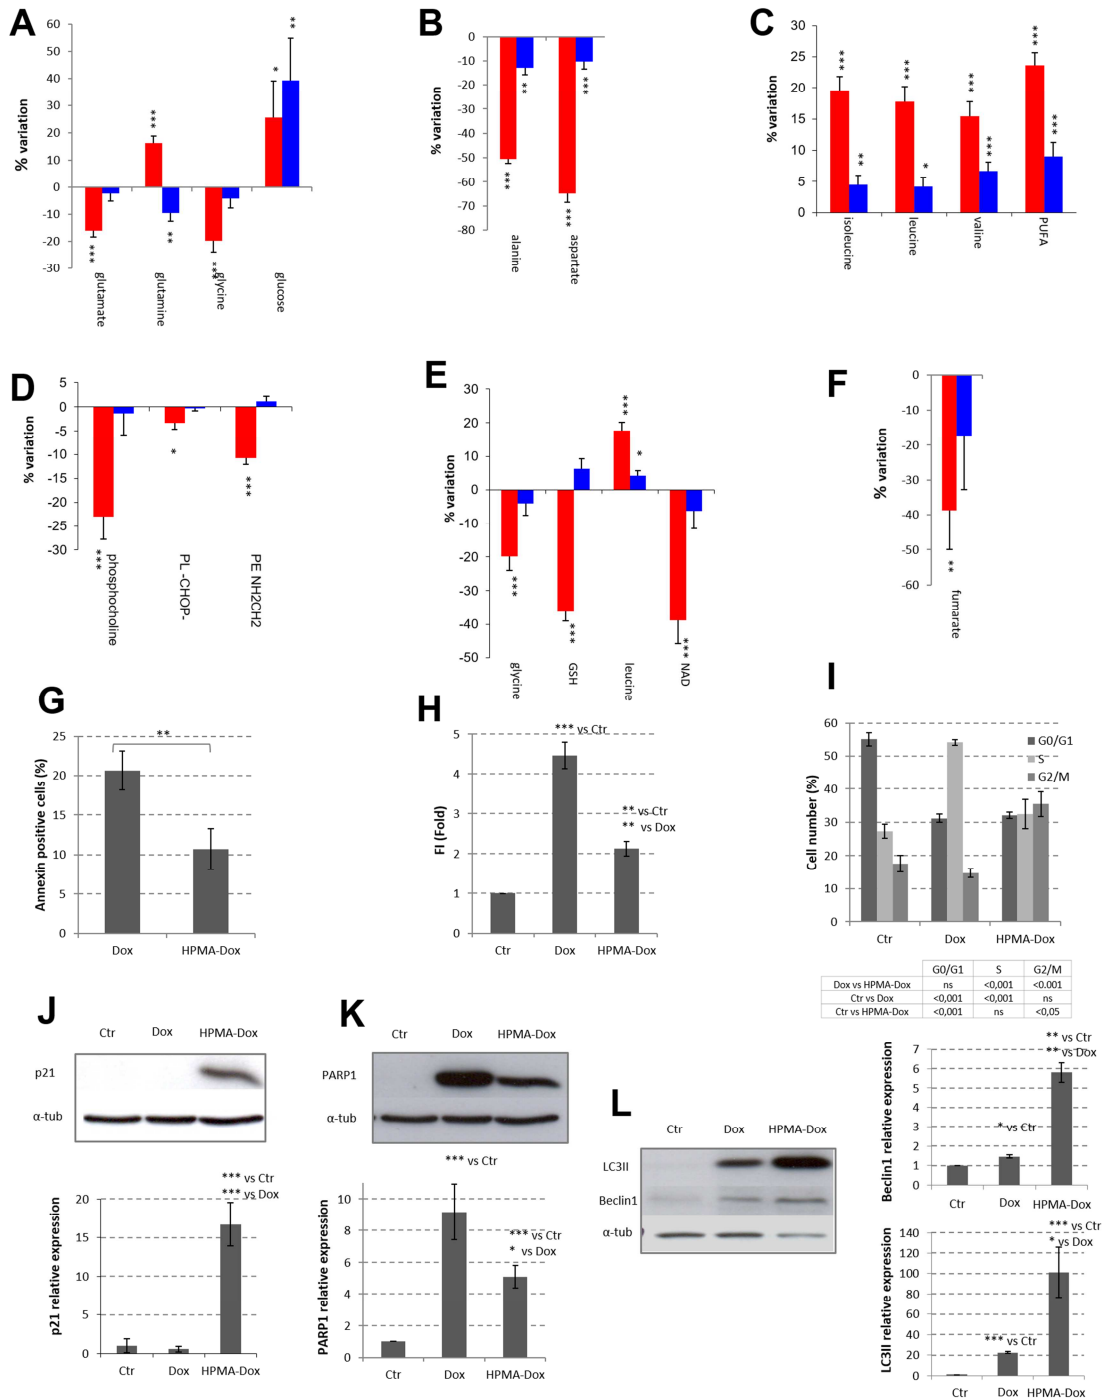 A
60
50
40
30
20
10
0
-10
-20
-30
% variation
*** *** ** *** * **
glutamate glutamine glycine glucose
B
0
-10
-20
-30
-40
-50
-60
-70
-80
% variation
*** ** *** ***
alanine aspartate
C
30
25
20
15
10
5
0
% variation
*** ** *** * *** *** *** ***
isoleucine leucine valine PUFA
D
5
0
-5
-10
-15
-20
-25
-30
% variation
*** * ***
phosphocholine PL -CHOP- PE NH2CH2
E
30
20
10
0
-10
-20
-30
-40
-50
% variation
*** *** *** * ***
glycine GSH leucine NAD
F
0
-10
-20
-30
-40
-50
-60
% variation
**
fumarate
G
25
20
15
10
5
0
Annexin positive cells (%)
**
Dox HPMA-Dox
H
5
4
3
2
1
0
FI (Fold)
*** vs Ctr
** vs Ctr
** vs Dox
Ctr Dox HPMA-Dox
I
60
50
40
30
20
10
0
Cell number (%)
G0/G1
S
G2/M
Ctr Dox HPMA-Dox
G0/G1 S G2/M
Dox vs HPMA-Dox ns <0,001 <0.001
Ctr vs Dox <0,001 <0,001 ns
Ctr vs HPMA-Dox <0,001 ns <0,05
J
Ctr Dox HPMA-Dox
p21
α-tub
*** vs Ctr
*** vs Dox
20
15
10
5
0
p21 relative expression
Ctr Dox HPMA-Dox
K
Ctr Dox HPMA-Dox
PARP1
α-tub
*** vs Ctr
10
8
6
4
2
0
PARP1 relative expression
*** vs Ctr
* vs Dox
Ctr Dox HPMA-Dox
L
Ctr Dox HPMA-Dox
LC3II
Beclin1
α-tub
** vs Ctr
** vs Dox
7
6
5
4
3
2
1
0
Beclin1 relative expression
* vs Ctr
Ctr Dox HPMA-Dox
*** vs Ctr
* vs Dox
140
120
100
80
60
40
20
0
LC3II relative expression
*** vs Ctr
Ctr Dox HPMA-Dox